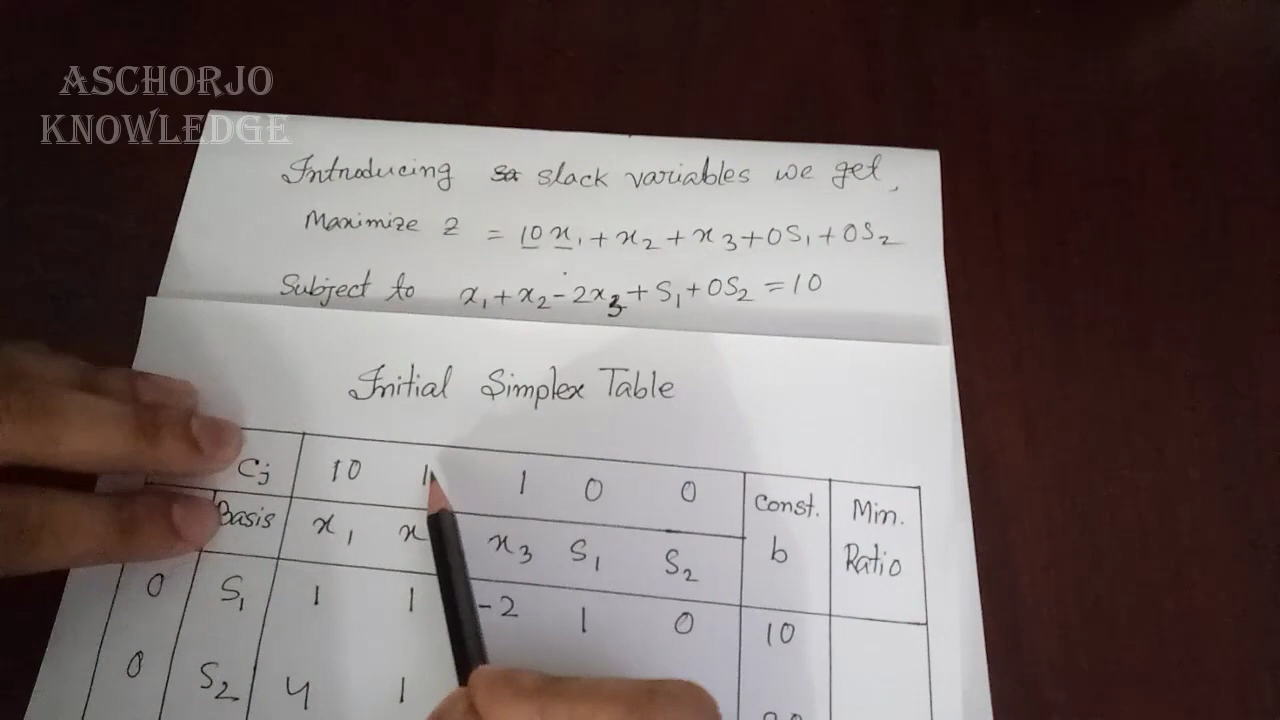 ASCHORJO
KNOWLEDGE
Introducing slack variables we get,
Maximize z = 10x₁ + x₂ + x₃ + 0S₁ + 0S₂
Subject to x₁ + x₂ - 2x₃ + S₁ + 0S₂ = 10
Initial Simplex Table
Cj 10 1 1 0 0 Const. b Min. Ratio
Basis x₁ x x₃ S₁ S₂
0 S₁ 1 1 -2 1 0 10
0 S₂ 4 1